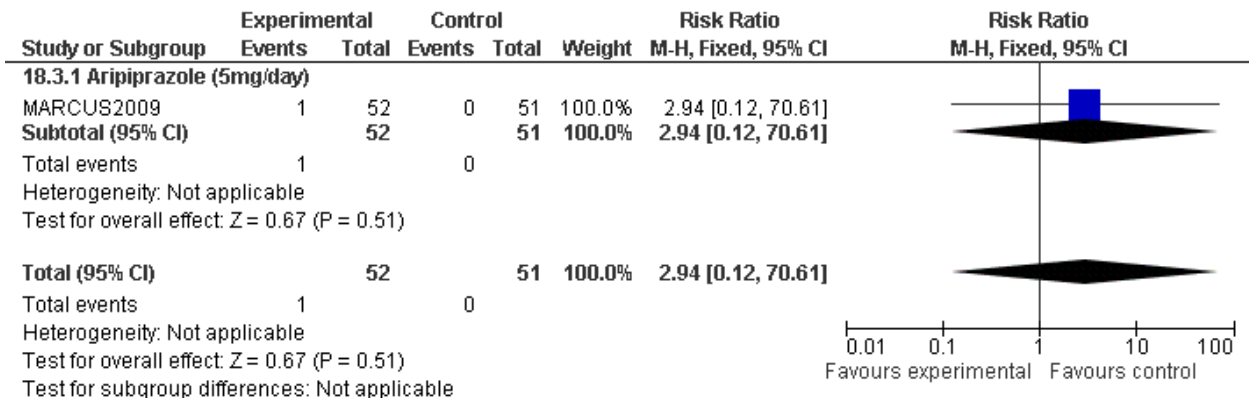 Experimental Control Risk Ratio Risk Ratio
Study or Subgroup Events Total Events Total Weight M-H, Fixed, 95% CI M-H, Fixed, 95% CI
18.3.1 Aripiprazole (5mg/day)
MARCUS2009 1 52 0 51 100.0% 2.94 [0.12, 70.61]
Subtotal (95% CI) 52 51 100.0% 2.94 [0.12, 70.61]
Total events 1 0
Heterogeneity: Not applicable
Test for overall effect: Z = 0.67 (P = 0.51)
Total (95% CI) 52 51 100.0% 2.94 [0.12, 70.61]
Total events 1 0
Heterogeneity: Not applicable
Test for overall effect: Z = 0.67 (P = 0.51)
Test for subgroup differences: Not applicable
0.01 0.1 1 10 100
Favours experimental Favours control